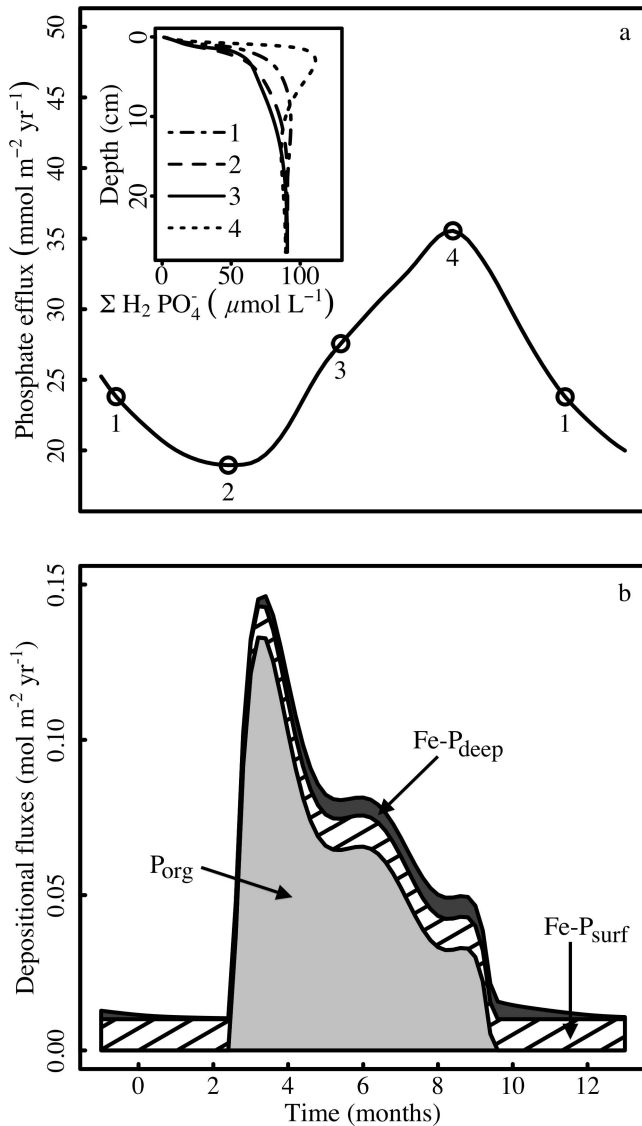 a
Phosphate efflux (mmol m⁻² yr⁻¹)
50
45
40
35
30
25
20
Depth (cm)
0
10
20
1
2
3
4
0
50
100
Σ H₂ PO₄⁻ ( μmol L⁻¹)
1
2
3
4
1
b
Depositional fluxes (mol m⁻² yr⁻¹)
0.15
0.10
0.05
0.00
Fe-P_deep
P_org
Fe-P_surf
0 2 4 6 8 10 12
Time (months)